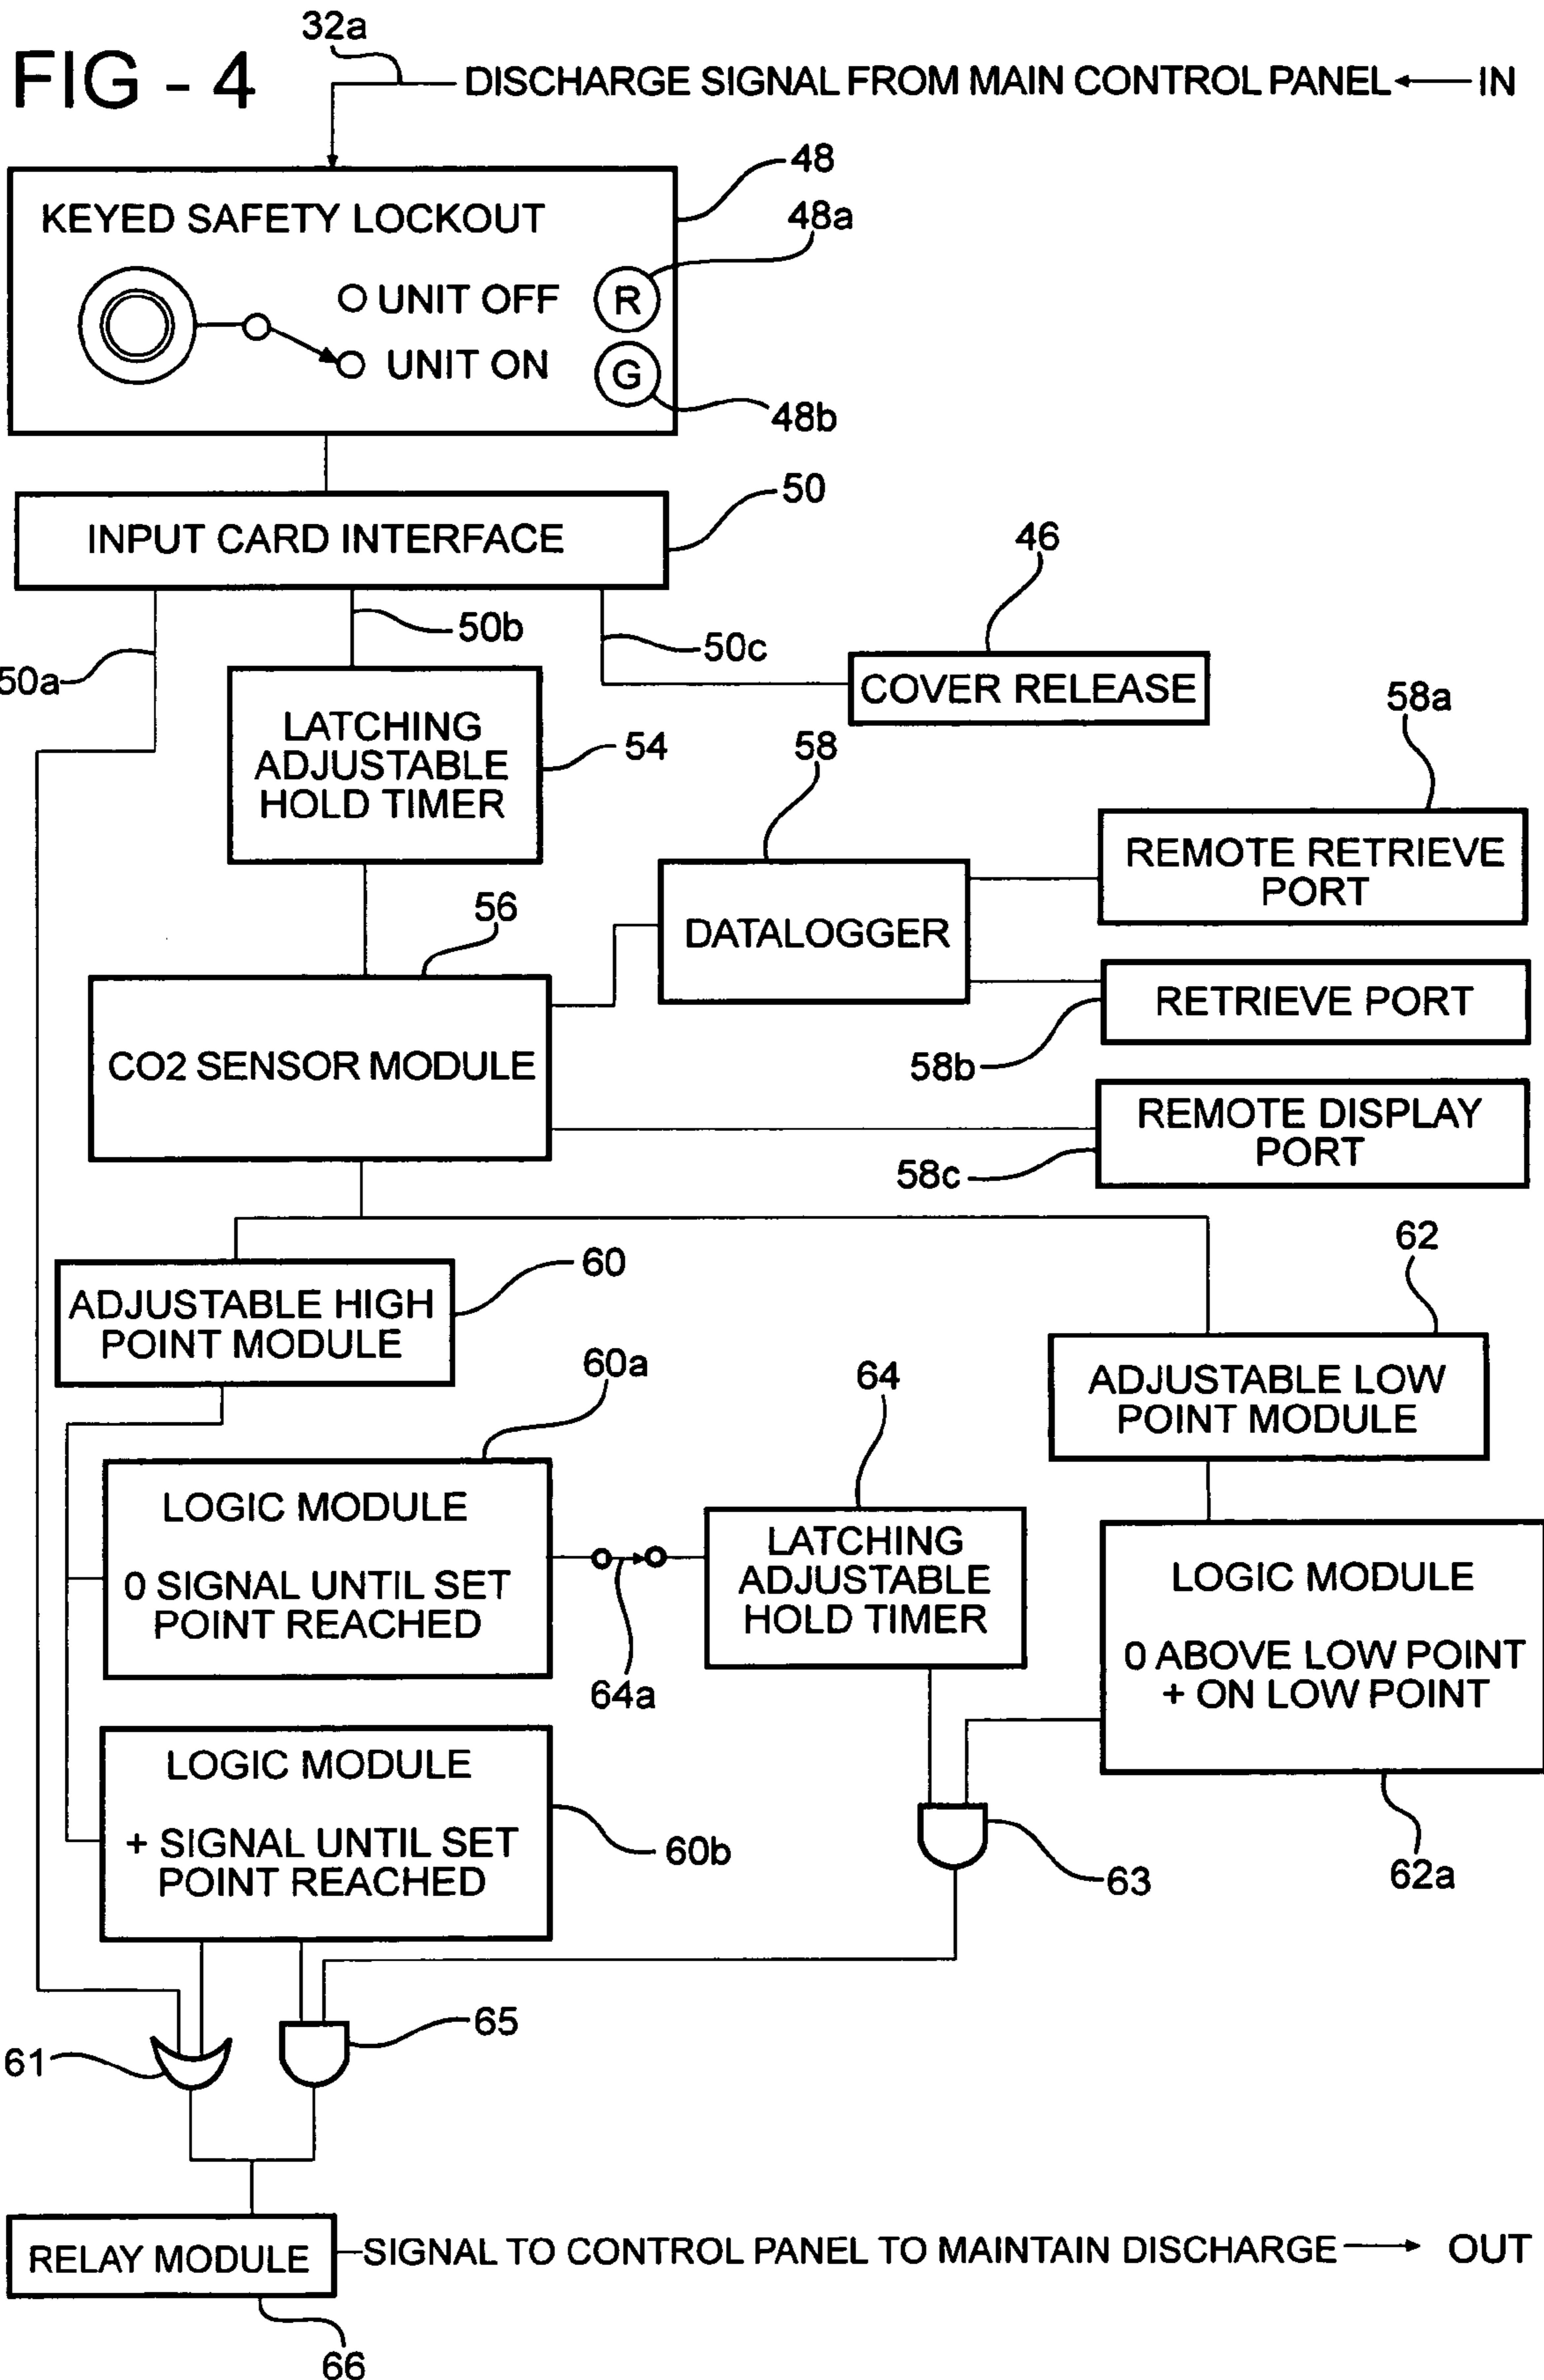 32a
FIG - 4
DISCHARGE SIGNAL FROM MAIN CONTROL PANEL
IN
48
KEYED SAFETY LOCKOUT
48a
UNIT OFF
R
UNIT ON
G
48b
50
INPUT CARD INTERFACE
46
50b
50c
50a
COVER RELEASE
58a
LATCHING
ADJUSTABLE
HOLD TIMER
54
58
REMOTE RETRIEVE
PORT
56
DATALOGGER
RETRIEVE PORT
CO2 SENSOR MODULE
58b
REMOTE DISPLAY
PORT
58c
62
60
ADJUSTABLE HIGH
POINT MODULE
60a
64
ADJUSTABLE LOW
POINT MODULE
LOGIC MODULE
0 SIGNAL UNTIL SET
POINT REACHED
LATCHING
ADJUSTABLE
HOLD TIMER
LOGIC MODULE
0 ABOVE LOW POINT
+ ON LOW POINT
64a
LOGIC MODULE
+ SIGNAL UNTIL SET
POINT REACHED
60b
63
62a
65
61
RELAY MODULE
SIGNAL TO CONTROL PANEL TO MAINTAIN DISCHARGE
OUT
66